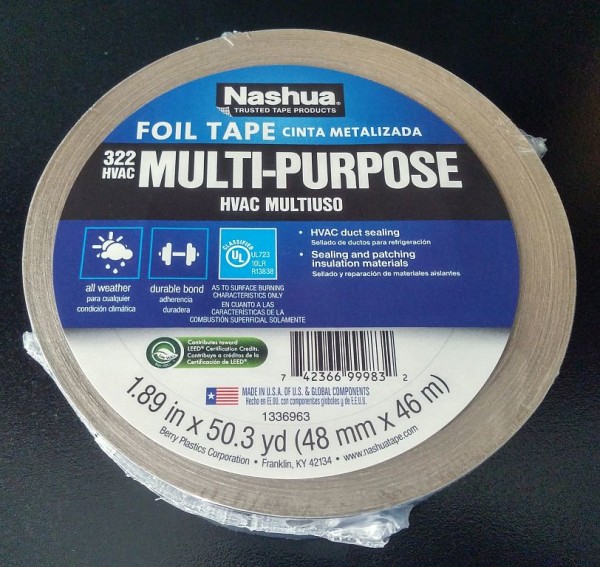 Nashua®
TRUSTED TAPE PRODUCTS
FOIL TAPE CINTA METALIZADA
322 HVAC MULTI-PURPOSE
HVAC MULTIUSO
• HVAC duct sealing
Sellado de ductos para refrigeración
• Sealing and patching
insulation materials
Sellado y reparación de materiales aislantes
all weather
para cualquier
condición climática
durable bond
adherencia
duradera
CLASSIFIED
UL
UL723
10LR
R13838
AS TO SURFACE BURNING
CHARACTERISTICS ONLY
EN CUANTO A LAS
CARACTERÍSTICAS DE LA
COMBUSTIÓN SUPERFICIAL SOLAMENTE
Contributes toward
LEED® Certification Credits.
Contribuye a créditos de la
Certificación de LEED®.
7 42366 99983 2
MADE IN U.S.A. OF U.S. & GLOBAL COMPONENTS
Hecho en EE.UU. con componentes globales y de E.E.U.U.
1336963
1.89 in x 50.3 yd (48 mm x 46 m)
Berry Plastics Corporation • Franklin, KY 42134 • www.nashuatape.com